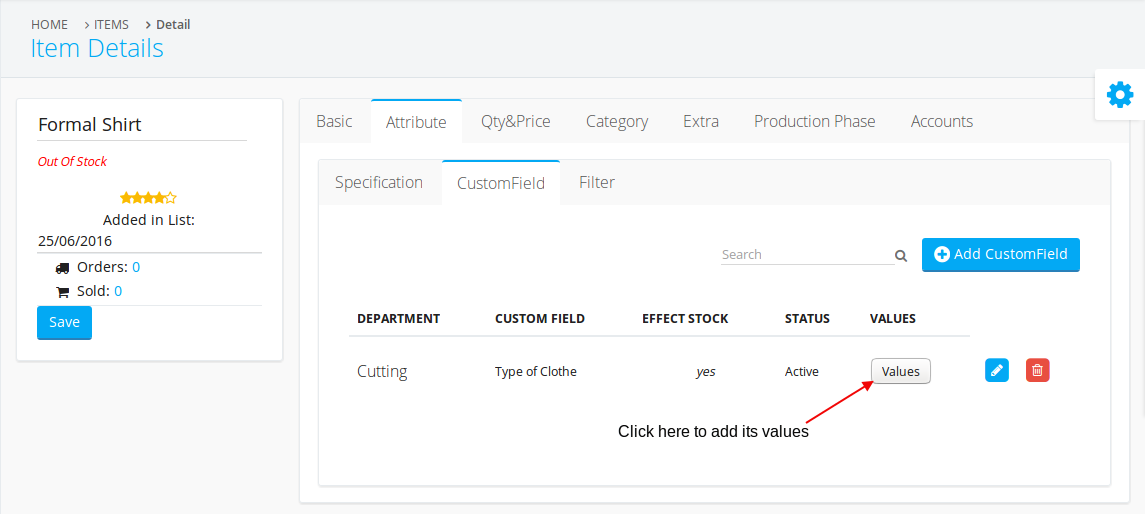 HOME > ITEMS > Detail
Item Details
Formal Shirt
Out Of Stock
Added in List:
25/06/2016
Orders: 0
Sold: 0
Save
Basic Attribute Qty&Price Category Extra Production Phase Accounts
Specification CustomField Filter
Search Add CustomField
DEPARTMENT CUSTOM FIELD EFFECT STOCK STATUS VALUES
Cutting Type of Clothe yes Active Values
Click here to add its values